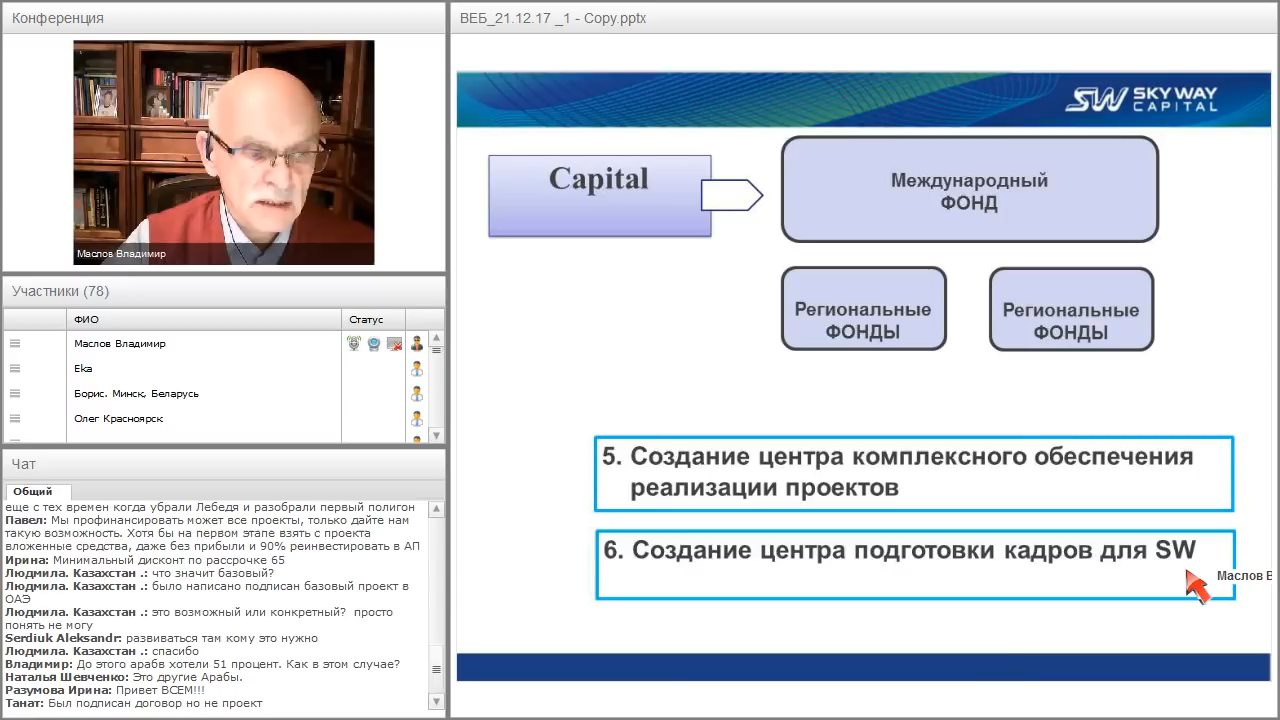 Конференция
Маслов Владимир
Участники (78)
ФИО
Статус
Маслов Владимир
Eka
Борис. Минск, Беларусь
Олег Красноярск
Чат
Общий
еще с тех времен когда убрали Лебедя и разобрали первый полигон
Павел: Мы профинансировать может все проекты, только дайте нам
такую возможность. Хотя бы на первом этапе взять с проекта
вложенные средства, даже без прибыли и 90% реинвестировать в АП
Ирина: Минимальный дисконт по рассрочке 65
Людмила. Казахстан .: что значит базовый?
Людмила. Казахстан .: было написано подписан базовый проект в
ОАЭ
Людмила. Казахстан .: это возможный или конкретный? просто
понять не могу
Serdiuk Aleksandr: развиваться там кому это нужно
Людмила. Казахстан .: спасибо
Владимир: До этого арабв хотели 51 процент. Как в этом случае?
Наталья Шевченко: Это другие Арабы.
Разумова Ирина: Привет ВСЕМ!!!
Танат: Был подписан договор но не проект
ВЕБ_21.12.17 _1 - Copy.pptx
SW SKY WAY
CAPITAL
Capital
Международный
ФОНД
Региональные
ФОНДЫ
Региональные
ФОНДЫ
5. Создание центра комплексного обеспечения
реализации проектов
6. Создание центра подготовки кадров для SW
Маслов В